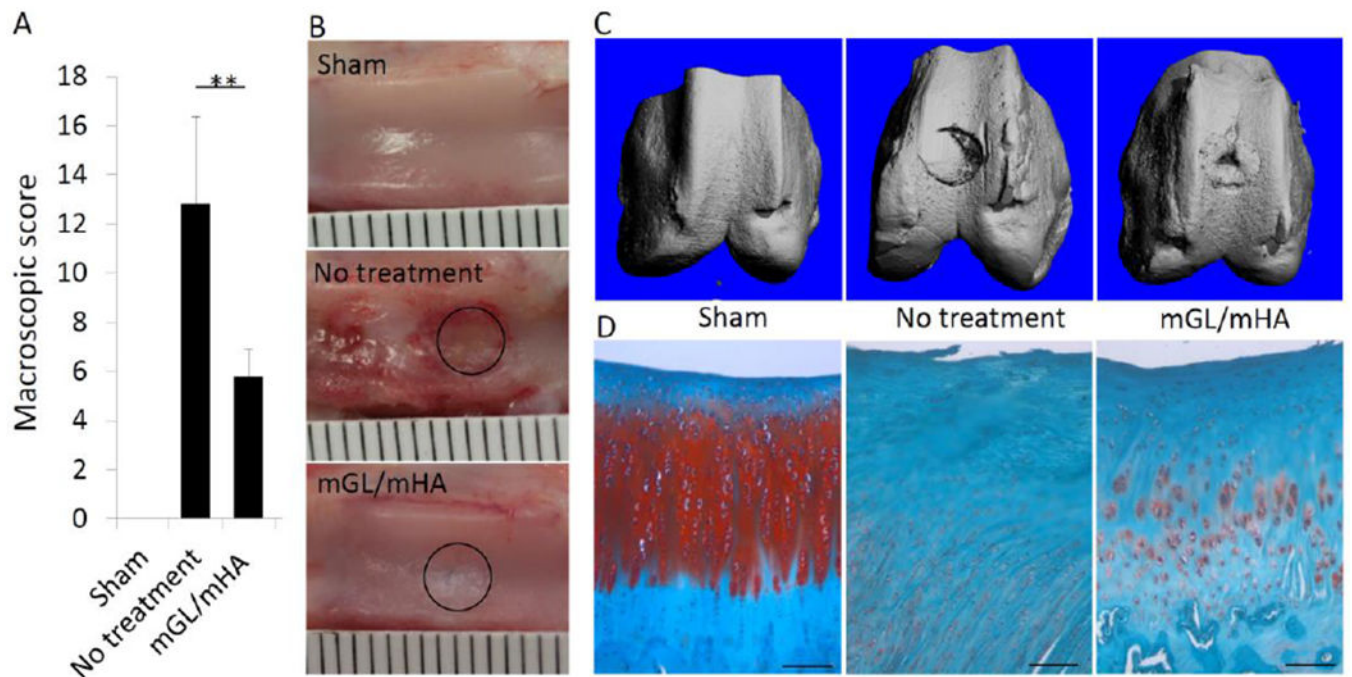 A
18
16
14
12
10
8
6
4
2
0
Macroscopic score
**
Sham
No treatment
mGL/mHA
B
Sham
No treatment
mGL/mHA
C
Sham
No treatment
mGL/mHA
D